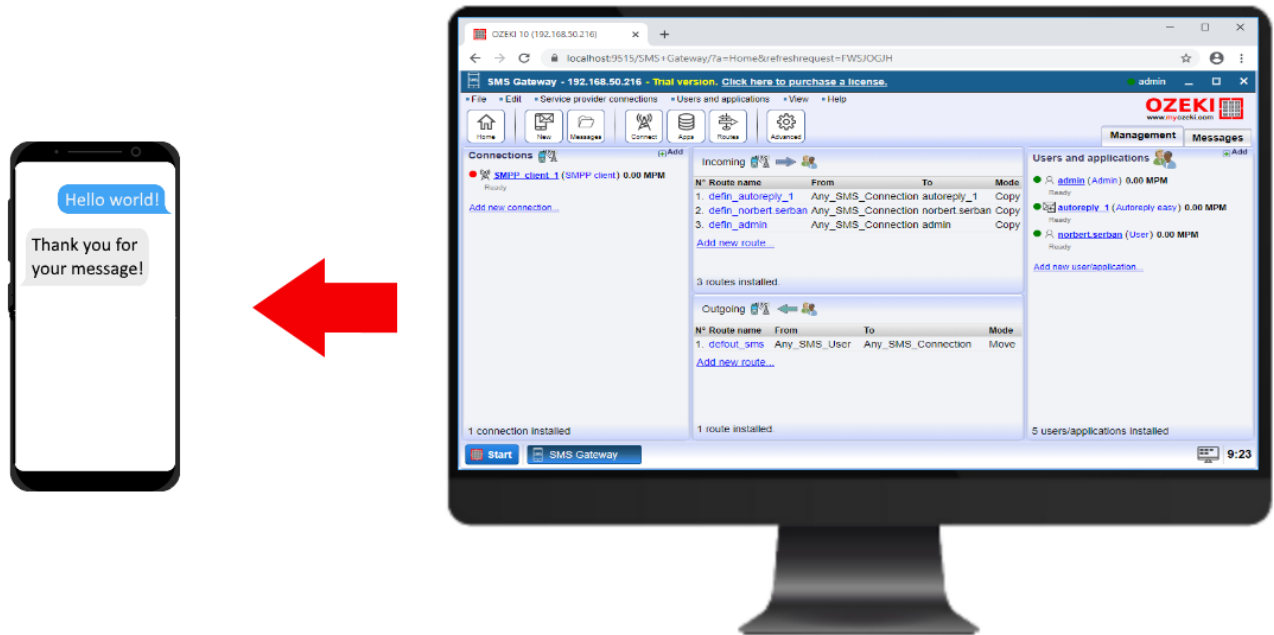 Hello world!
Thank you for
your message!
OZEKI 10 (192.168.50.216)
localhost:9515/SMS+Gateway/?a=Home&refreshrequest=FWSJOGJH
SMS Gateway - 192.168.50.216 - Trial version. Click here to purchase a license.
admin
File Edit Service provider connections Users and applications View Help
OZEKI
www.myozeki.com
Home New Messages Connect Apps Routes Advanced
Management Messages
Connections Add
SMPP_client_1 (SMPP client) 0.00 MPM
Ready
Add new connection...
1 connection installed
Incoming
N° Route name From To Mode
1. defin_autoreply_1 Any_SMS_Connection autoreply_1 Copy
2. defin_norbert.serban Any_SMS_Connection norbert.serban Copy
3. defin_admin Any_SMS_Connection admin Copy
Add new route...
3 routes installed.
Outgoing
N° Route name From To Mode
1. defout_sms Any_SMS_User Any_SMS_Connection Move
Add new route...
1 route installed.
Users and applications Add
admin (Admin) 0.00 MPM
Ready
autoreply_1 (Autoreply easy) 0.00 MPM
Ready
norbert.serban (User) 0.00 MPM
Ready
Add new user/application...
5 users/applications installed
Start SMS Gateway 9:23